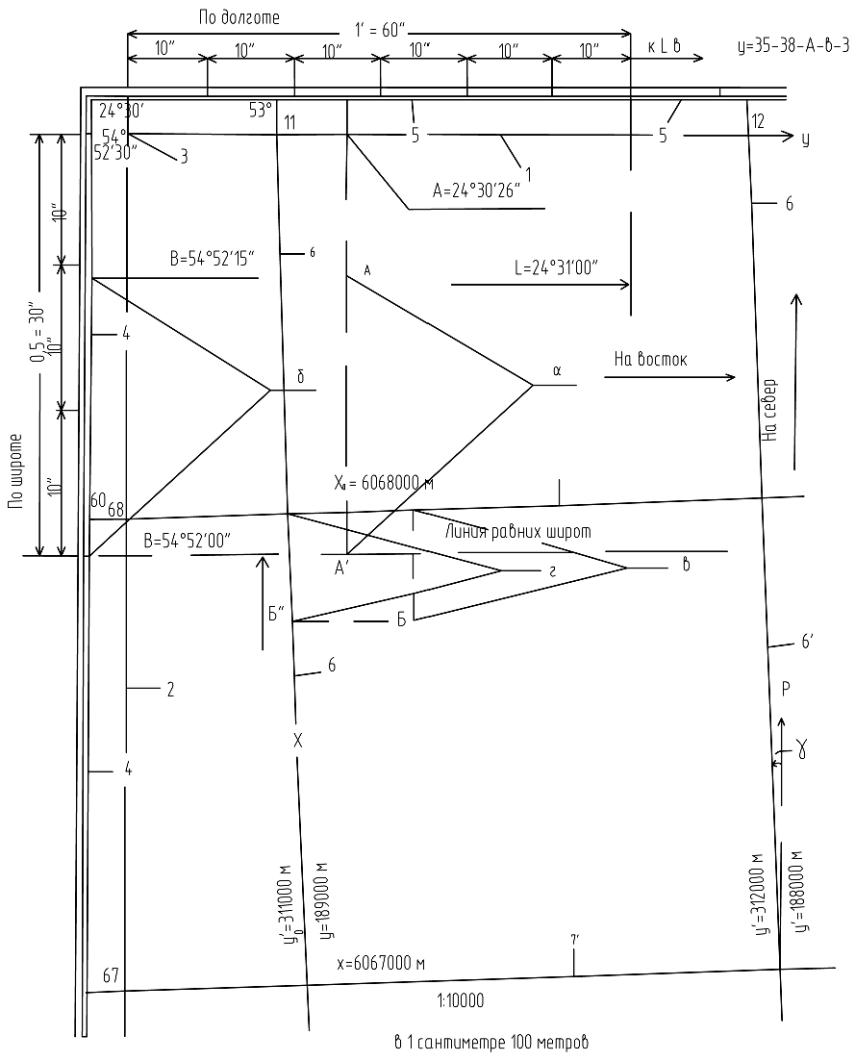 По долготе
1' = 60"
10" 10" 10" 10" 10" 10"
к L в
y=35-38-А-в-3
24°30'
53°
11
12
54°
52'30"
3
5
1
5
y
A=24°30'26"
10"
6
B=54°52'15"
6
A
L=24°31'00"
4
0,5 = 30"
10"
На восток
δ
α
На север
По широте
10"
X₁ = 6068000 м
60
68
B=54°52'00"
Линия равних широт
A'
г
в
Б"
Б
6
6'
2
P
X
4
γ
y'₀=311000 м
y=189000 м
y'=312000 м
y'=188000 м
x=6067000 м
7'
67
1:10000
в 1 сантиметре 100 метров